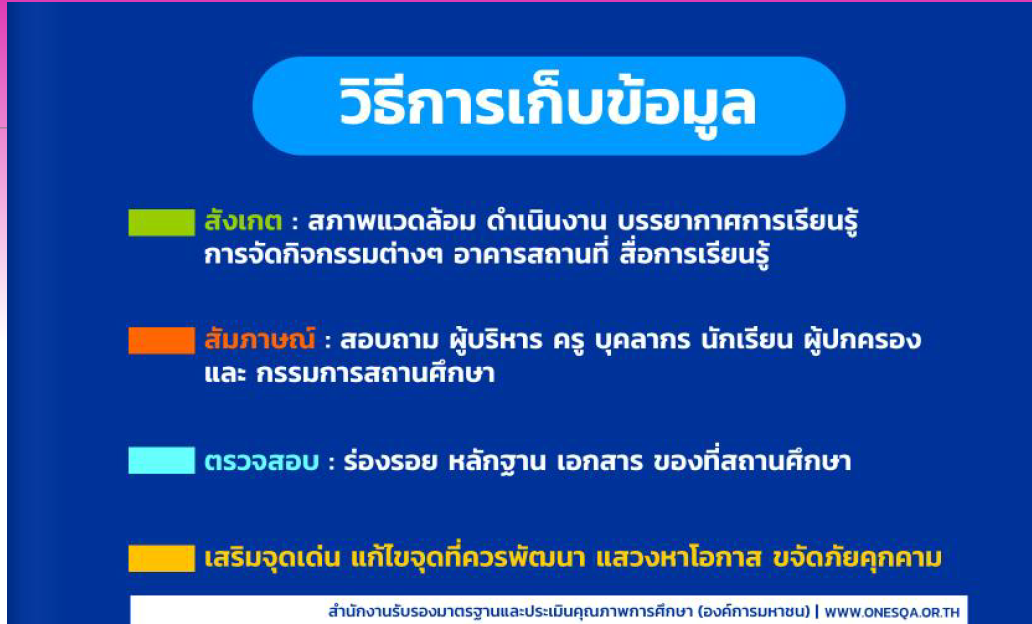 วิธีการเก็บข้อมูล
สังเกต : สภาพแวดล้อม ดำเนินงาน บรรยากาศการเรียนรู้
การจัดกิจกรรมต่างๆ อาคารสถานที่ สื่อการเรียนรู้
สัมภาษณ์ : สอบถาม ผู้บริหาร ครู บุคลากร นักเรียน ผู้ปกครอง
และ กรรมการสถานศึกษา
ตรวจสอบ : ร่องรอย หลักฐาน เอกสาร ของที่สถานศึกษา
เสริมจุดเด่น แก้ไขจุดที่ควรพัฒนา แสวงหาโอกาส ขจัดภัยคุกคาม
สำนักงานรับรองมาตรฐานและประเมินคุณภาพการศึกษา (องค์การมหาชน) | WWW.ONESQA.OR.TH